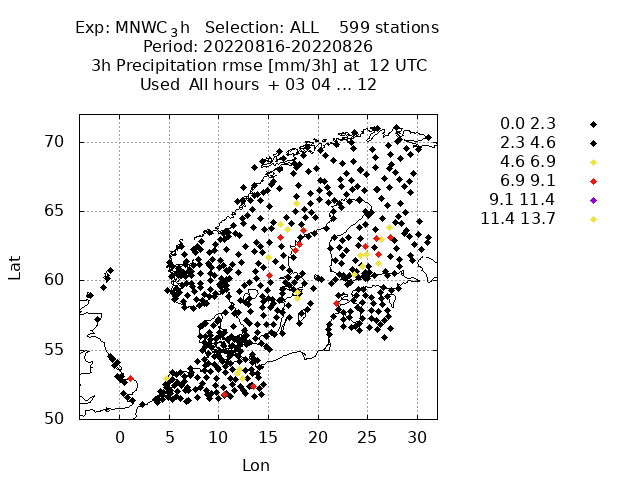 Exp: MNWC3h Selection: ALL 599 stations
Period: 20220816-20220826
3h Precipitation rmse [mm/3h] at 12 UTC
Used All hours + 03 04 ... 12
0.0 2.3
2.3 4.6
4.6 6.9
6.9 9.1
9.1 11.4
11.4 13.7
70
65
60
55
50
Lat
0 5 10 15 20 25 30
Lon